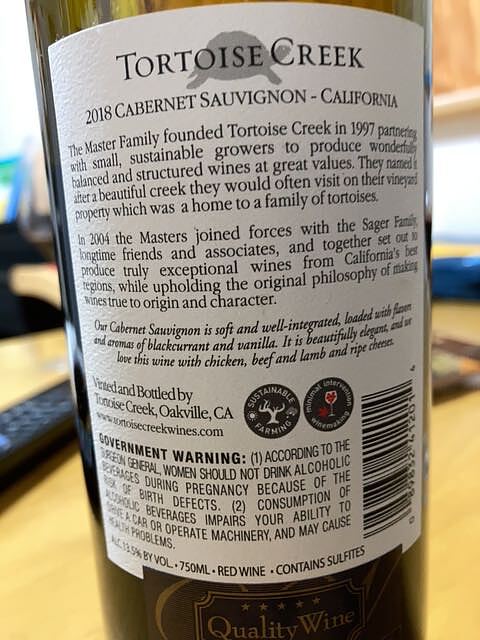 TORTOISE CREEK
2018 CABERNET SAUVIGNON - CALIFORNIA
The Master Family founded Tortoise Creek in 1997 partnering
with small, sustainable growers to produce wonderfully
balanced and structured wines at great values. They named it
after a beautiful creek they would often visit on their vineyard
property which was a home to a family of tortoises.
In 2004 the Masters joined forces with the Sager Family,
longtime friends and associates, and together set out to
produce truly exceptional wines from California's best
regions, while upholding the original philosophy of making
wines true to origin and character.
Our Cabernet Sauvignon is soft and well-integrated, loaded with flavors
and aromas of blackcurrant and vanilla. It is beautifully elegant, and we
love this wine with chicken, beef and lamb and ripe cheeses.
Vinted and Bottled by
Tortoise Creek, Oakville, CA
www.tortoisecreekwines.com
SUSTAINABLE FARMING
minimal intervention winemaking
GOVERNMENT WARNING: (1) ACCORDING TO THE
SURGEON GENERAL, WOMEN SHOULD NOT DRINK ALCOHOLIC
BEVERAGES DURING PREGNANCY BECAUSE OF THE
RISK OF BIRTH DEFECTS. (2) CONSUMPTION OF
ALCOHOLIC BEVERAGES IMPAIRS YOUR ABILITY TO
DRIVE A CAR OR OPERATE MACHINERY, AND MAY CAUSE
HEALTH PROBLEMS.
ALC 13.5% BY VOL. • 750ML • RED WINE • CONTAINS SULFITES
Quality Wine